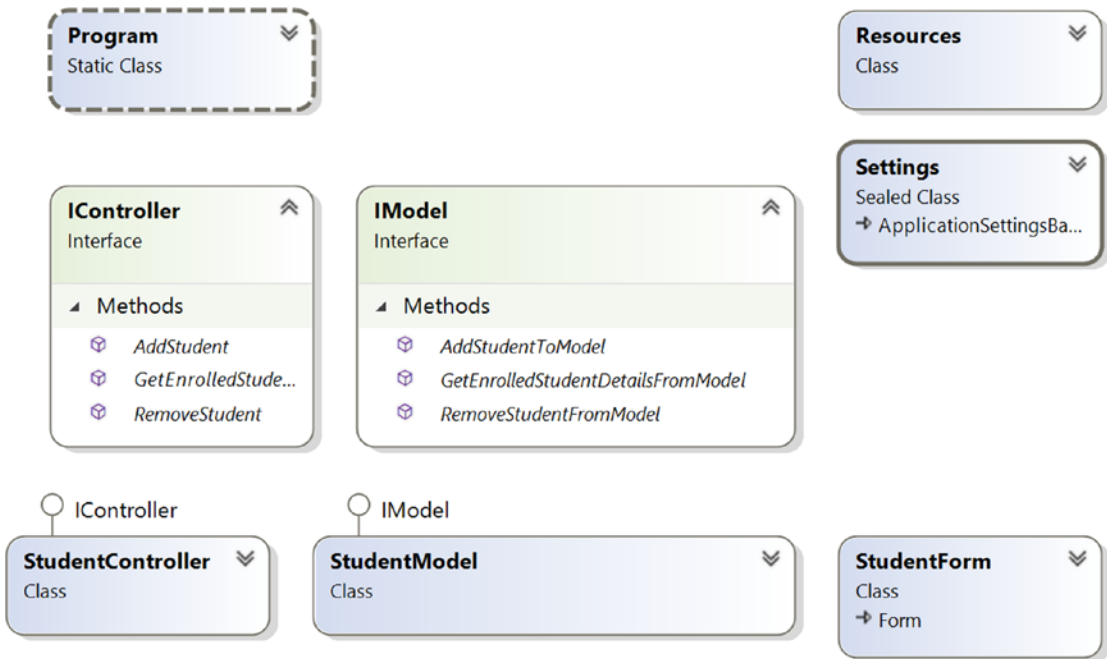 Program
Static Class
Resources
Class
Settings
Sealed Class
ApplicationSettingsBa...
IController
Interface
Methods
AddStudent
GetEnrolledStude...
RemoveStudent
IModel
Interface
Methods
AddStudentToModel
GetEnrolledStudentDetailsFromModel
RemoveStudentFromModel
IController
StudentController
Class
IModel
StudentModel
Class
StudentForm
Class
Form